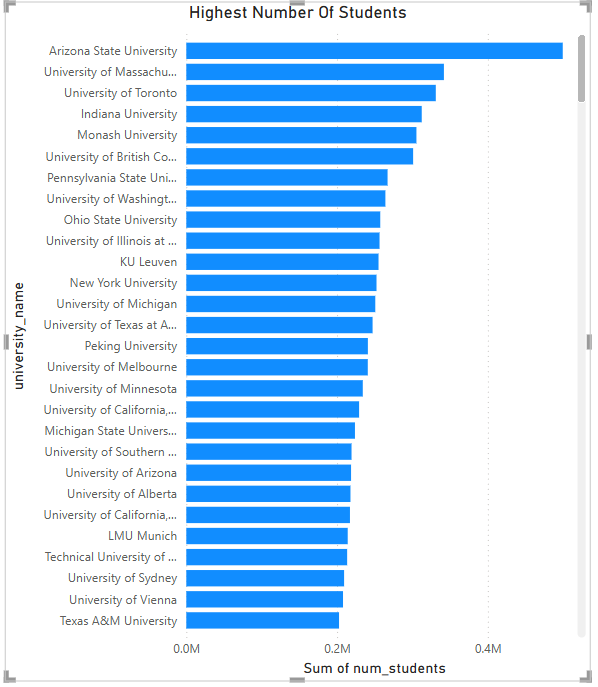 Highest Number Of Students
university_name
Arizona State University
University of Massachu...
University of Toronto
Indiana University
Monash University
University of British Co...
Pennsylvania State Uni...
University of Washingt...
Ohio State University
University of Illinois at ...
KU Leuven
New York University
University of Michigan
University of Texas at A...
Peking University
University of Melbourne
University of Minnesota
University of California,...
Michigan State Univers...
University of Southern ...
University of Arizona
University of Alberta
University of California,...
LMU Munich
Technical University of ...
University of Sydney
University of Vienna
Texas A&M University
0.0M 0.2M 0.4M
Sum of num_students